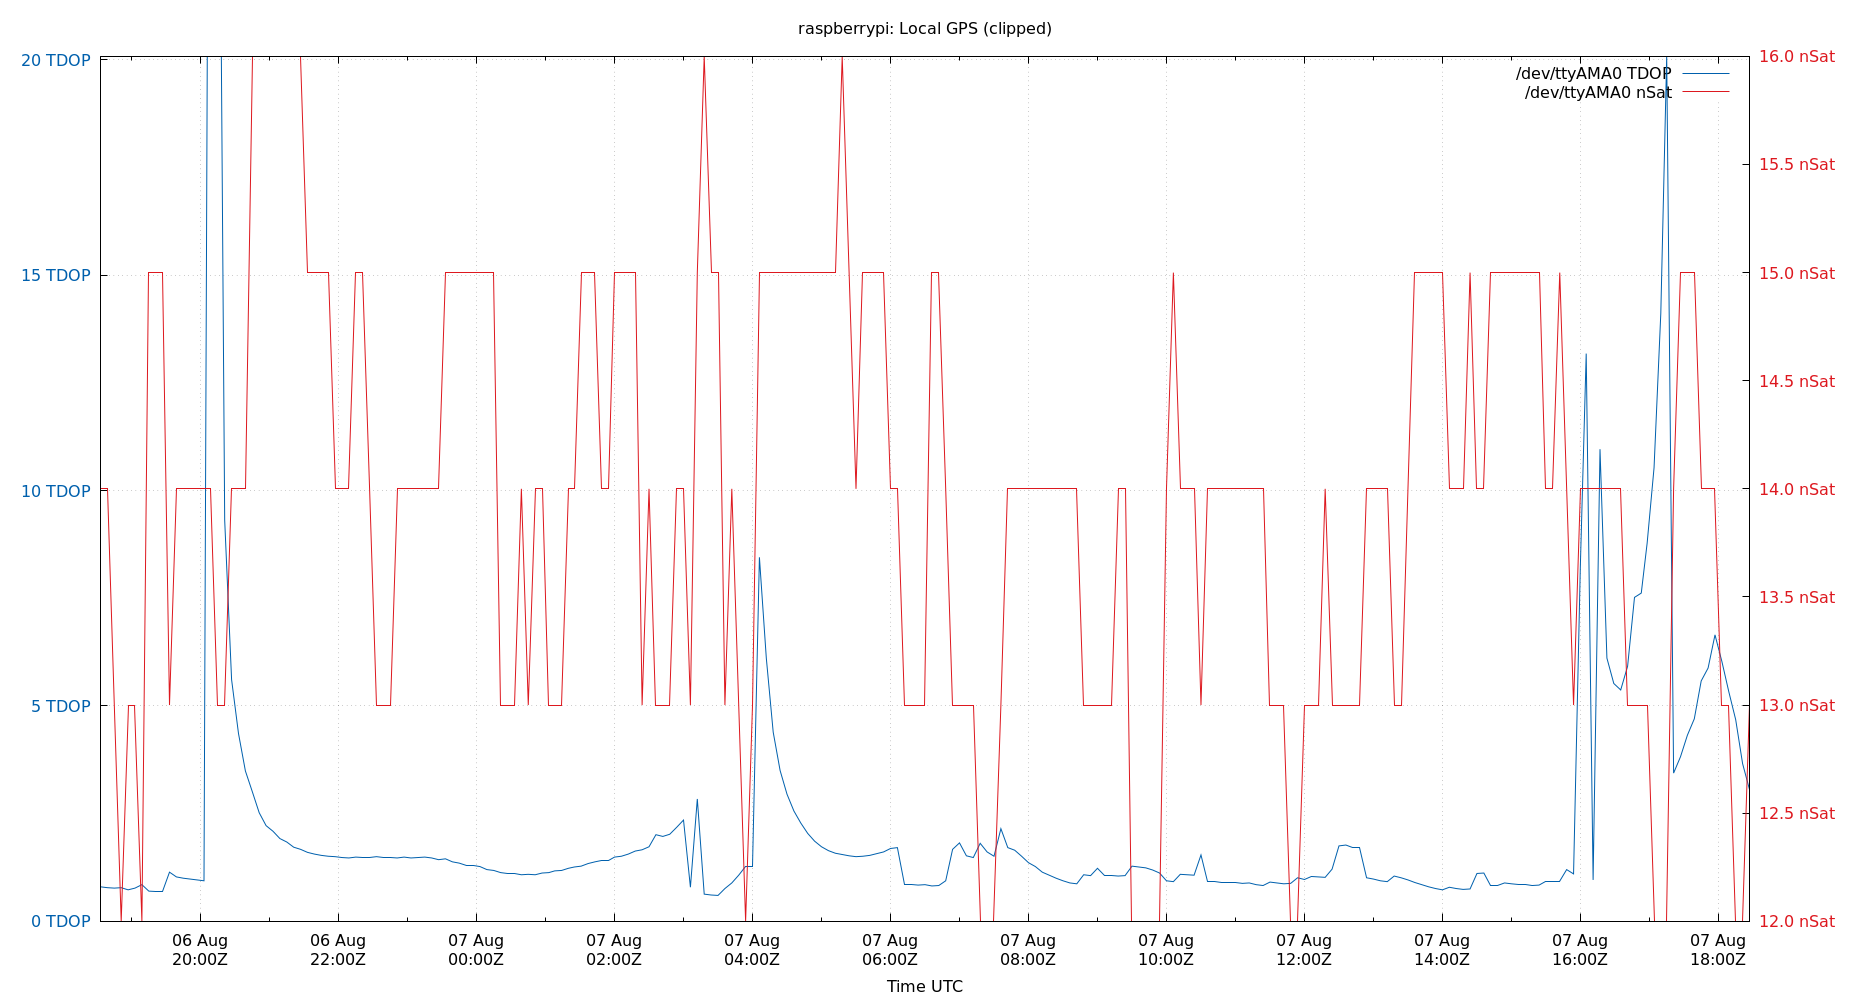 raspberrypi: Local GPS (clipped)
20 TDOP
15 TDOP
10 TDOP
5 TDOP
0 TDOP
/dev/ttyAMA0 TDOP
/dev/ttyAMA0 nSat
16.0 nSat
15.5 nSat
15.0 nSat
14.5 nSat
14.0 nSat
13.5 nSat
13.0 nSat
12.5 nSat
12.0 nSat
06 Aug 06 Aug 07 Aug 07 Aug 07 Aug 07 Aug 07 Aug 07 Aug 07 Aug 07 Aug 07 Aug 07 Aug
20:00Z 22:00Z 00:00Z 02:00Z 04:00Z 06:00Z 08:00Z 10:00Z 12:00Z 14:00Z 16:00Z 18:00Z
Time UTC